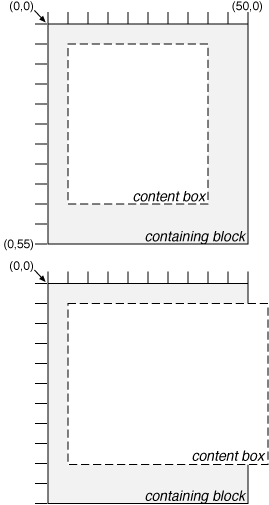 (0,0) (50,0)
content box
containing block
(0,55)
(0,0)
content box
containing block